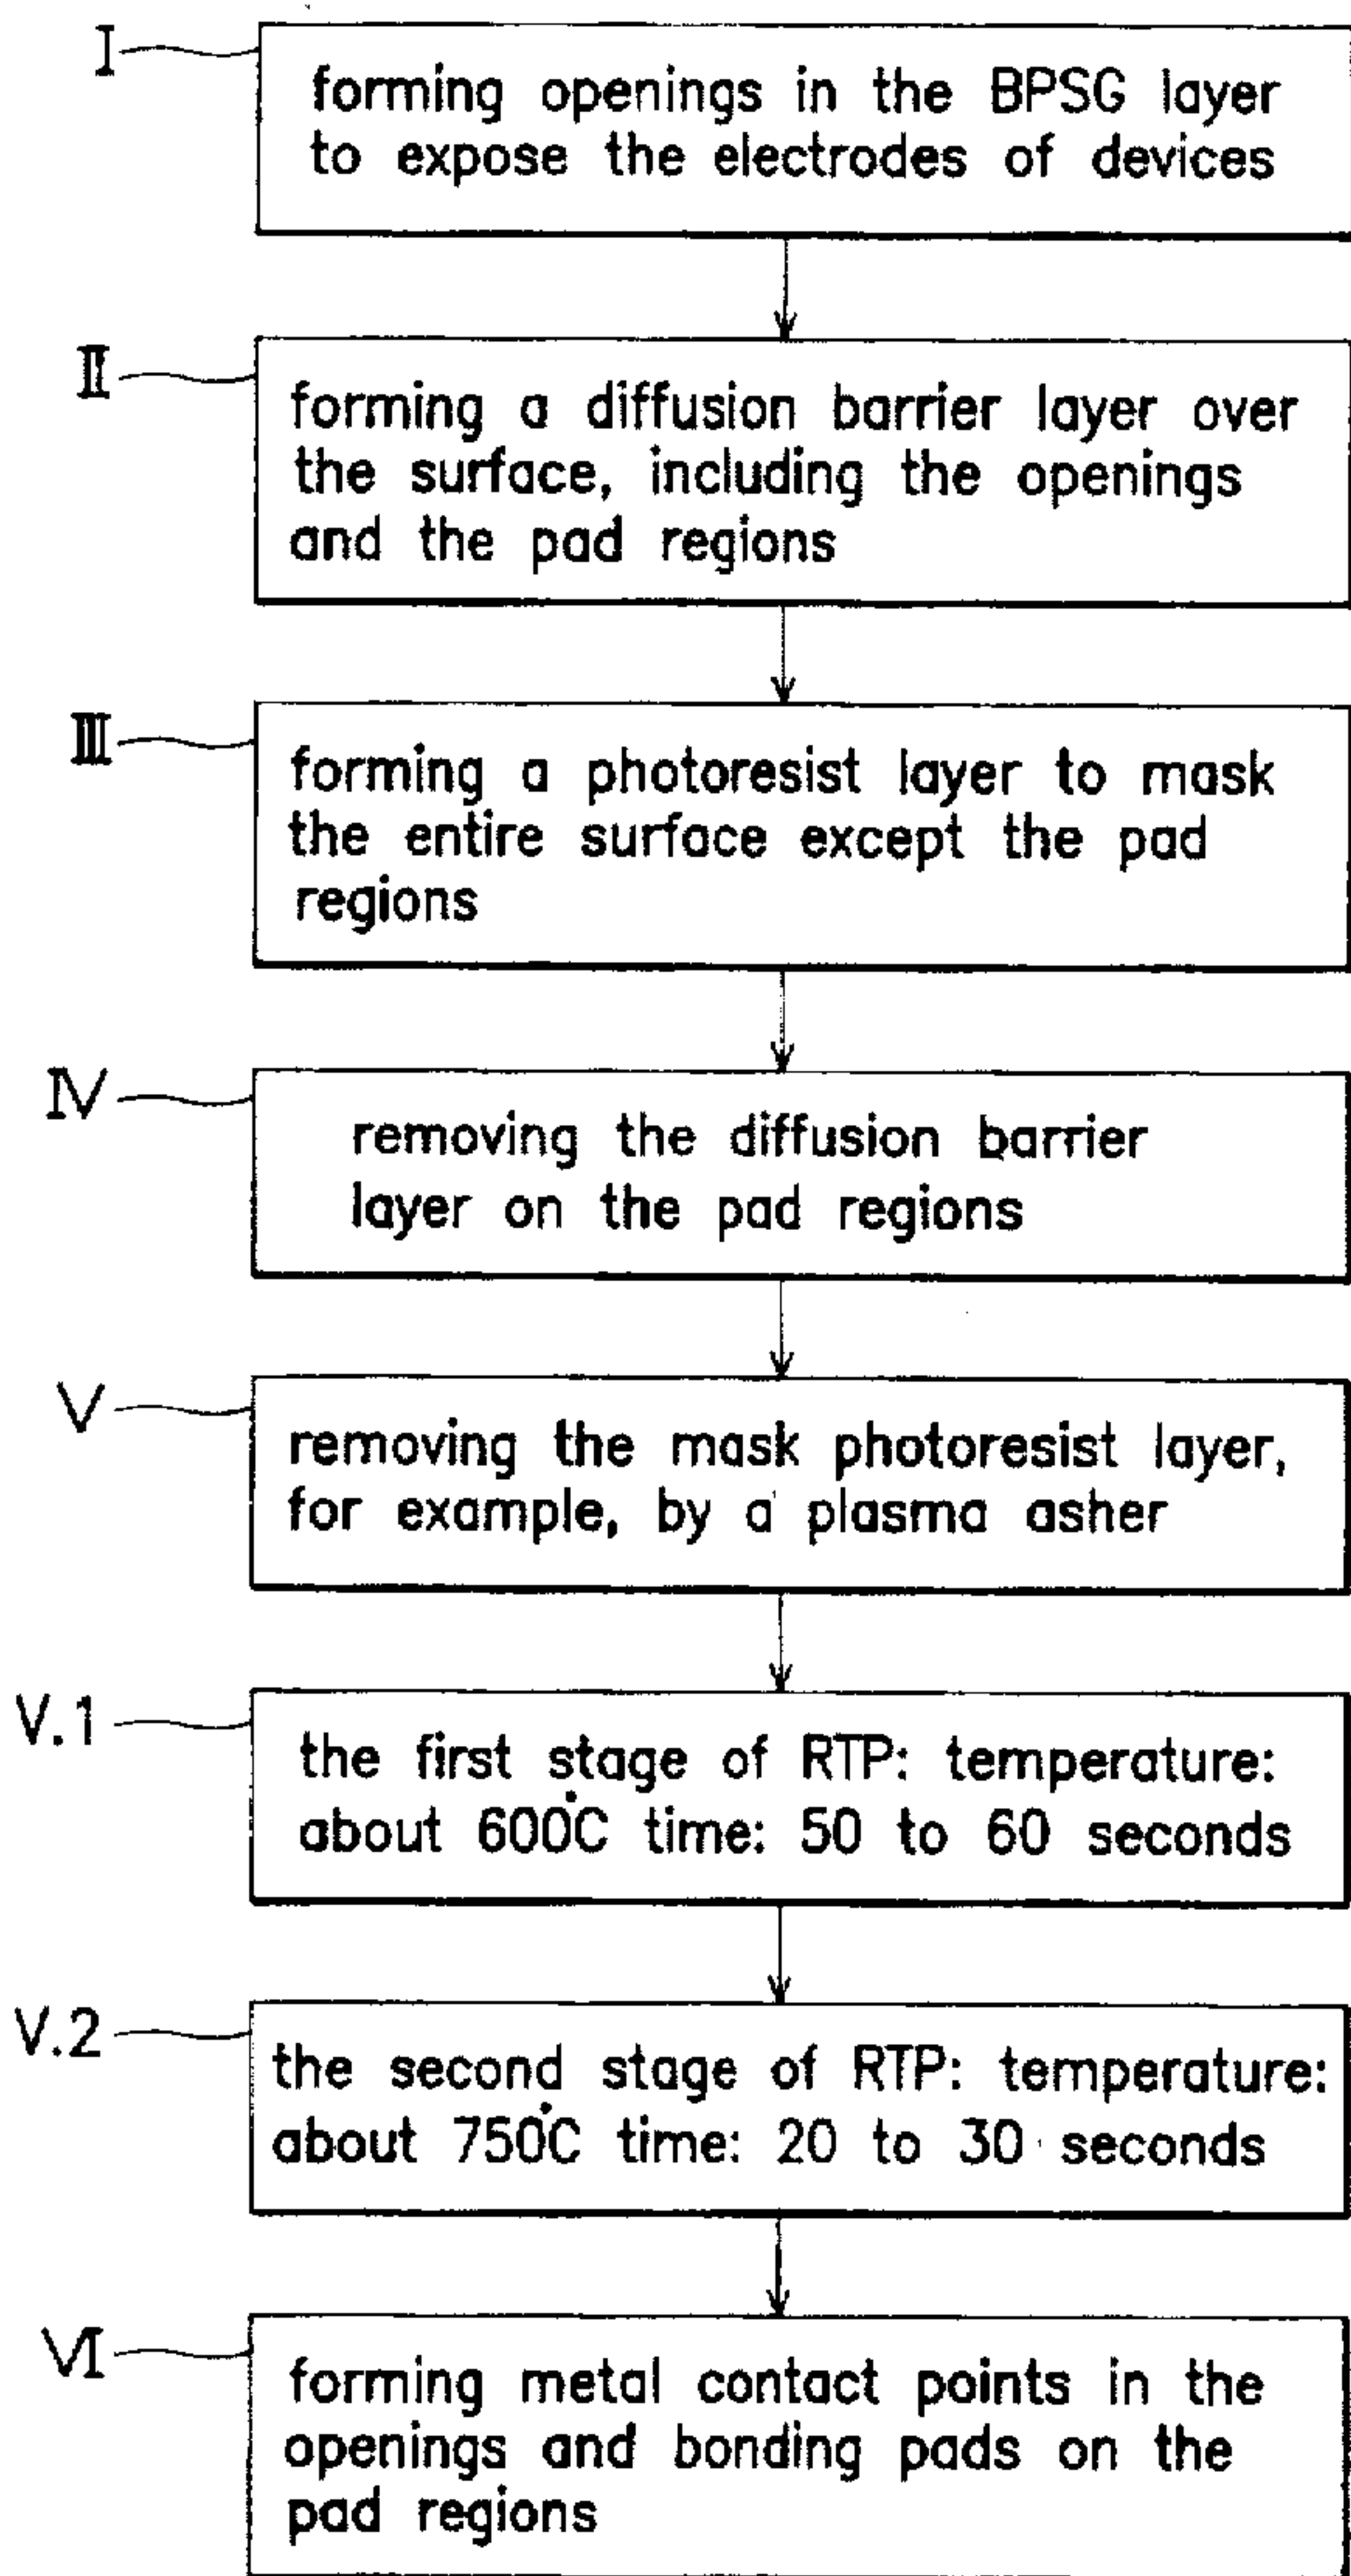 I
forming openings in the BPSG layer
to expose the electrodes of devices
II
forming a diffusion barrier layer over
the surface, including the openings
and the pad regions
III
forming a photoresist layer to mask
the entire surface except the pad
regions
IV
removing the diffusion barrier
layer on the pad regions
V
removing the mask photoresist layer,
for example, by a plasma asher
V.1
the first stage of RTP: temperature:
about 600°C time: 50 to 60 seconds
V.2
the second stage of RTP: temperature:
about 750°C time: 20 to 30 seconds
VI
forming metal contact points in the
openings and bonding pads on the
pad regions